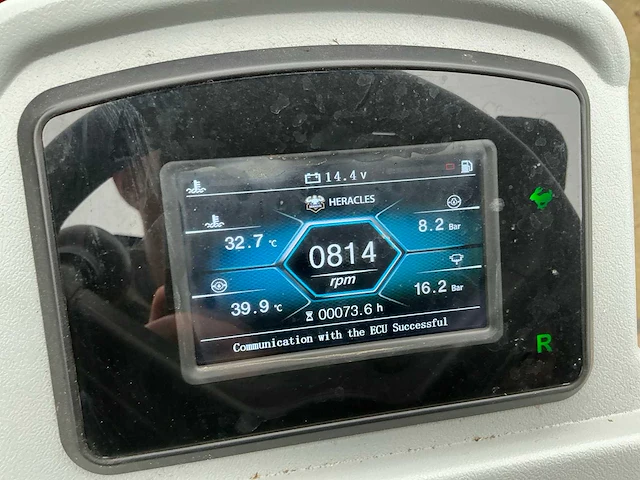 14.4 v
HERACLES
32.7 °C
8.2 Bar
0814
rpm
39.9 °C
16.2 Bar
00073.6 h
Communication with the ECU Successful
R